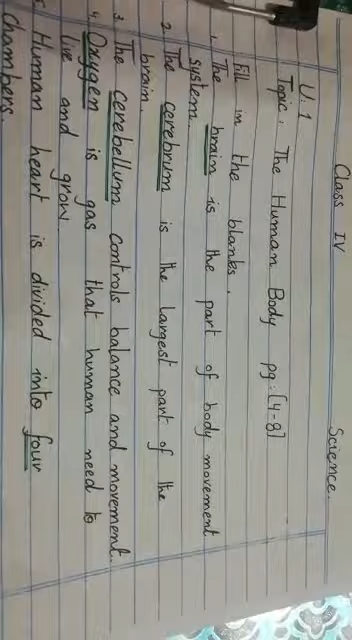 Class IV Science.
U: 1
Topic: The Human Body pg: [4-8]
Fill in the blanks.
1. The brain is the part of body movement
system.
2. The cerebrium is the largest part of the
brain.
3. The cerebellum controls balance and movement.
4. Oxygen is gas that human need to
live and grow.
Human heart is divided into four
chambers.